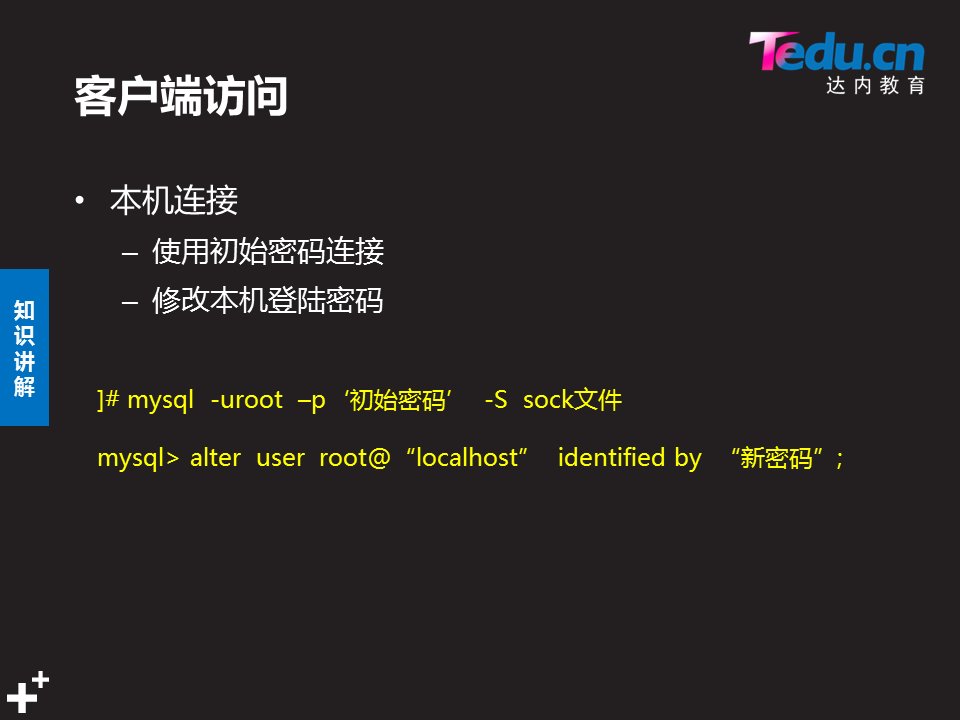 Tedu.cn
达内教育
客户端访问
• 本机连接
– 使用初始密码连接
– 修改本机登陆密码
知识讲解
]# mysql -uroot –p ‘初始密码’ -S sock文件
mysql> alter user root@“localhost” identified by “新密码”;